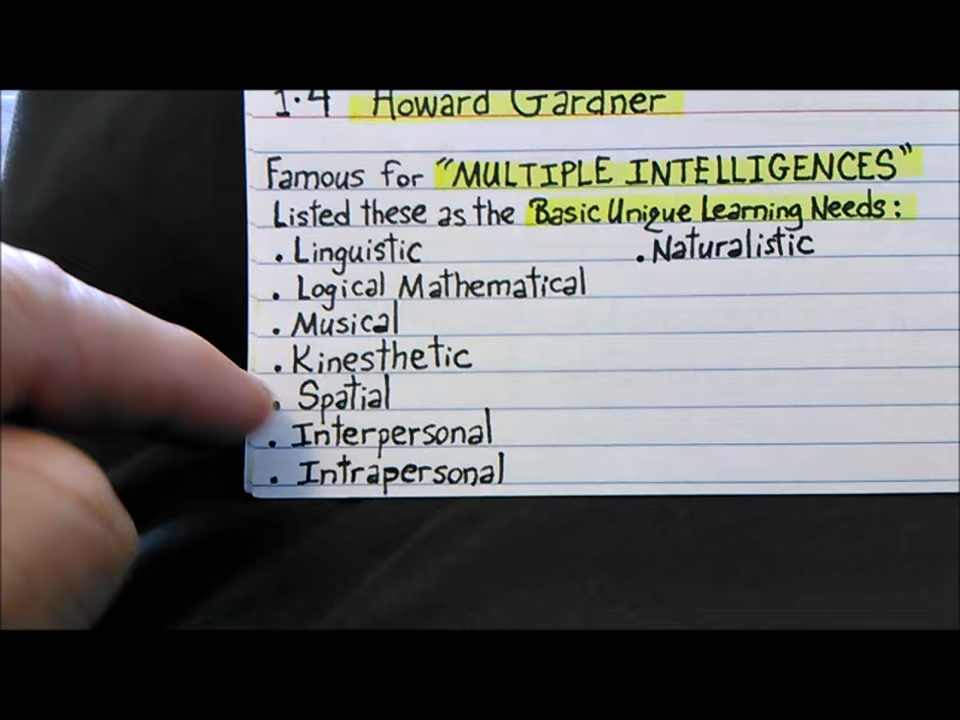 1.4 Howard Gardner
Famous for "MULTIPLE INTELLIGENCES"
Listed these as the Basic Unique Learning Needs:
• Linguistic • Naturalistic
• Logical Mathematical
• Musical
• Kinesthetic
• Spatial
• Interpersonal
• Intrapersonal